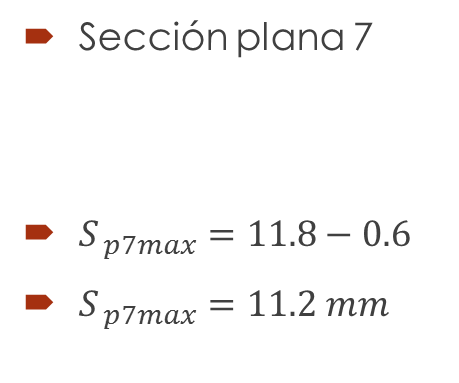 Sección plana 7
S p7max = 11.8 − 0.6
S p7max = 11.2 mm